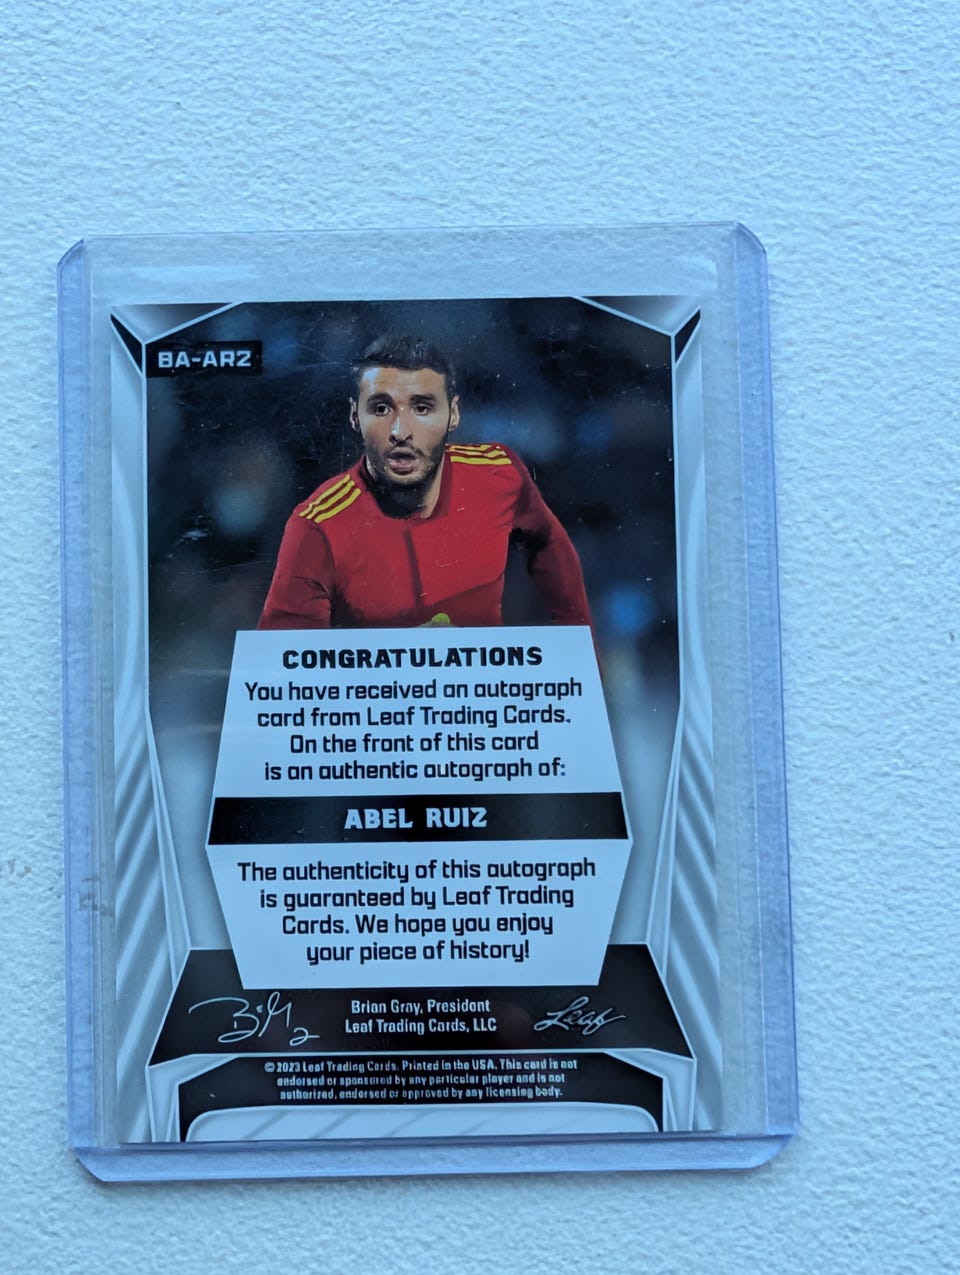 BA-AR2
CONGRATULATIONS
You have received an autograph
card from Leaf Trading Cards.
On the front of this card
is an authentic autograph of:
ABEL RUIZ
The authenticity of this autograph
is guaranteed by Leaf Trading
Cards. We hope you enjoy
your piece of history!
Brian Gray, President
Leaf Trading Cards, LLC
Leaf
© 2023 Leaf Trading Cards. Printed in the USA. This card is not
endorsed or sponsored by any particular player and is not
authorized, endorsed or approved by any licensing body.